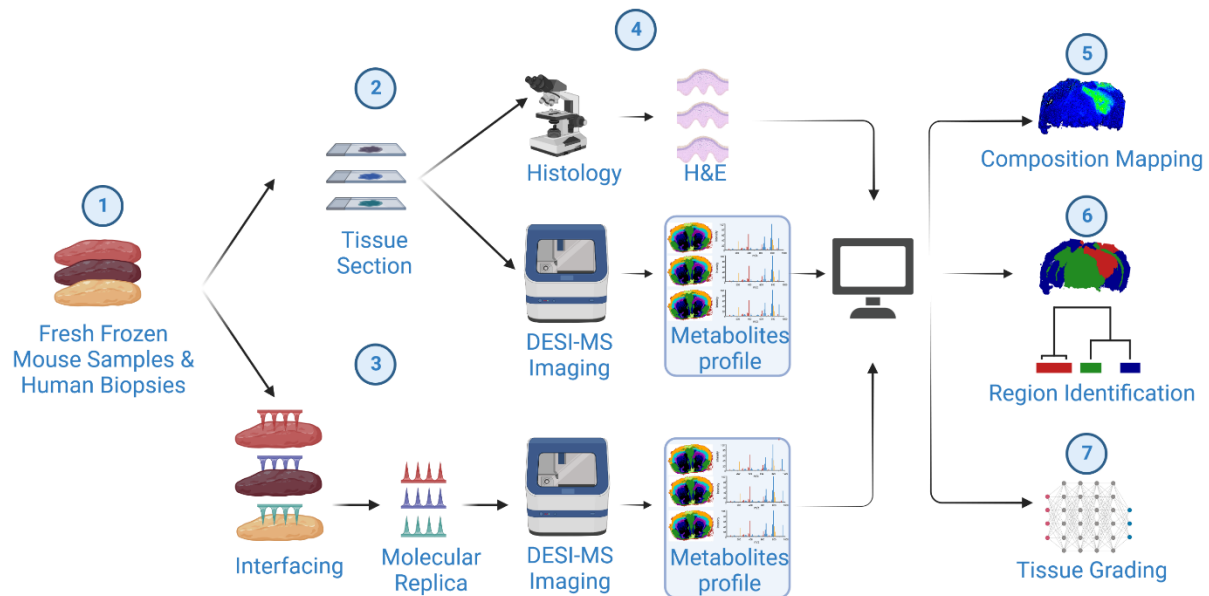 1
Fresh Frozen
Mouse Samples &
Human Biopsies
2
Tissue
Section
3
Interfacing
Molecular
Replica
4
Histology
H&E
DESI-MS
Imaging
Metabolites
profile
DESI-MS
Imaging
Metabolites
profile
5
Composition Mapping
6
Region Identification
7
Tissue Grading